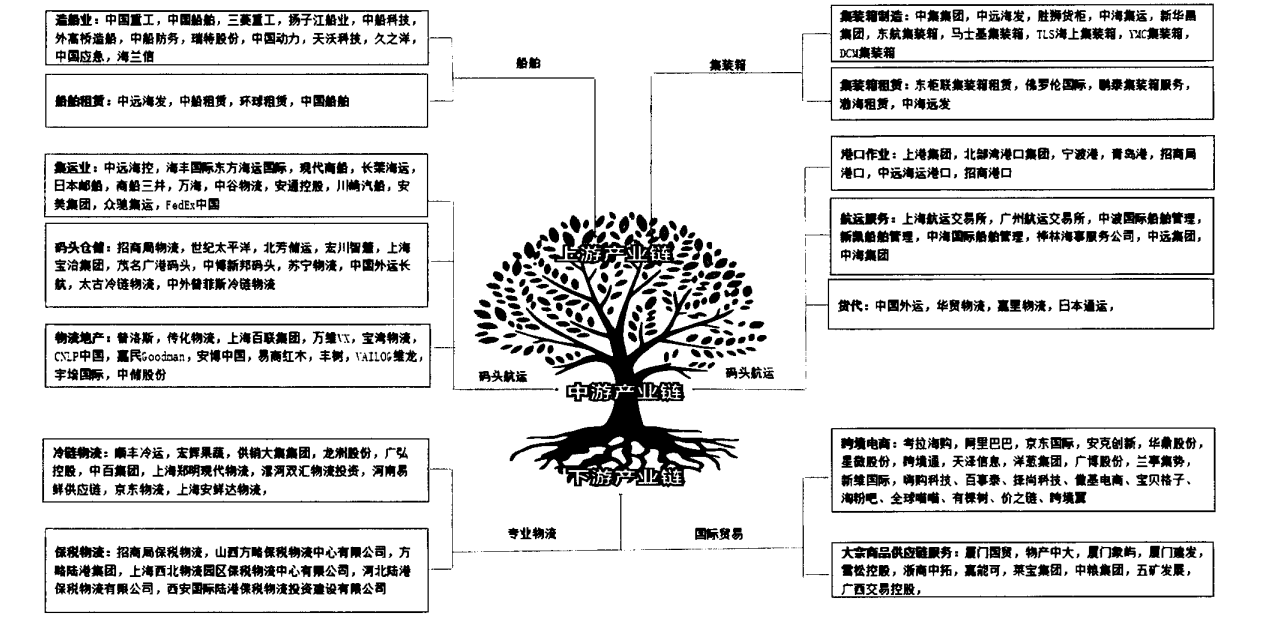 造船业：中国重工，中国船舶，三菱重工，扬子江船业，中船科技，
外高桥造船，中船防务，瑞特股份，中国动力，天沃科技，久之洋，
中国应急，海兰信
船舶租赁：中远海发，中船租赁，环球租赁，中国船舶
船舶
集运业：中远海控，海丰国际东方海运国际，现代商船，长荣海运，
日本邮船，商船三井，万海，中谷物流，安通控股，川崎汽船，安
美集团，众驰集运，FedEx中国
码头仓储：招商局物流，世纪太平洋，北芳储运，宏川智慧，上海
宝冶集团，茂名广港码头，中博新邦码头，苏宁物流，中国外运长
航，太古冷链物流，中外普菲斯冷链物流
物流地产：普洛斯，传化物流，上海百联集团，万维VX，宝湾物流，
CNLP中国，嘉民Goodman，安博中国，易商红木，丰树，VAILOG维龙，
宇培国际，中储股份
码头航运
冷链物流：顺丰冷运，宏辉果蔬，供销大集集团，龙洲股份，广弘
控股，中百集团，上海郑明现代物流，漯河双汇物流投资，河南易
鲜供应链，京东物流，上海安鲜达物流，
保税物流：招商局保税物流，山西方略保税物流中心有限公司，方
略陆港集团，上海西北物流园区保税物流中心有限公司，河北陆港
保税物流有限公司，西安国际陆港保税物流投资建设有限公司
专业物流
上游产业链
中游产业链
下游产业链
集装箱
集装箱制造：中集集团，中远海发，胜狮货柜，中海集运，新华昌
集团，东航集装箱，马士基集装箱，TLS海上集装箱，YMC集装箱，
DCM集装箱
集装箱租赁：东柜联集装箱租赁，佛罗伦国际，鹏泰集装箱服务，
渤海租赁，中海远发
港口作业：上港集团，北部湾港口集团，宁波港，青岛港，招商局
港口，中远海运港口，招商港口
航运服务：上海航运交易所，广州航运交易所，中波国际船舶管理，
新佩船舶管理，中海国际船舶管理，榫林海事服务公司，中远集团，
中海集团
货代：中国外运，华贸物流，嘉里物流，日本通运，
码头航运
跨境电商：考拉海购，阿里巴巴，京东国际，安克创新，华鼎股份，
星徽股份，跨境通，天泽信息，洋葱集团，广博股份，兰亭集势，
新维国际，嗨购科技、百事泰、择尚科技、傲基电商、宝贝格子、
淘粉吧、全球喵喵、有棵树、价之链、跨境翼
大宗商品供应链服务：厦门国贸，物产中大，厦门象屿，厦门建发，
雪松控股，浙商中拓，嘉能可，莱宝集团，中粮集团，五矿发展，
广西交易控股，
国际贸易